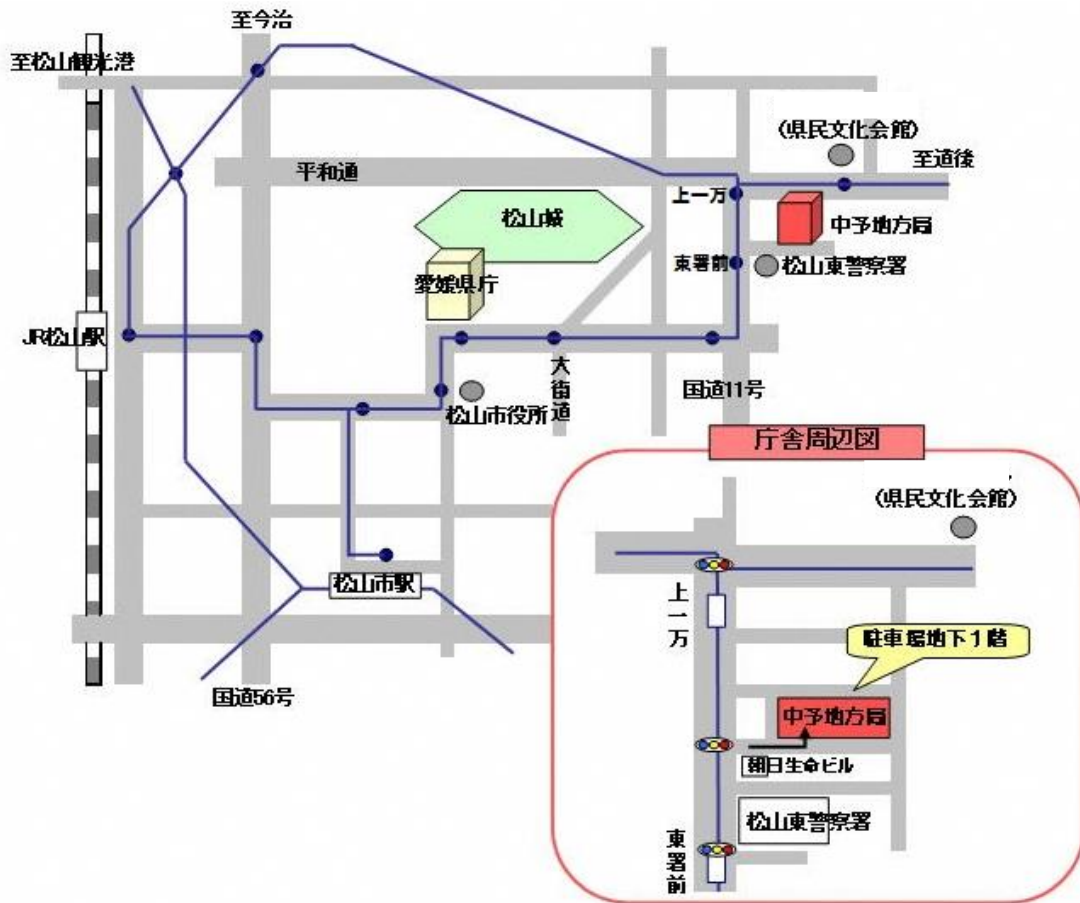 至今治
至松山観光港
(県民文化会館)
至道後
平和通
上一万
松山城
中予地方局
東署前
松山東警察署
愛媛県庁
JR松山駅
大街道
国道11号
松山市役所
庁舎周辺図
(県民文化会館)
松山市駅
上一万
駐車場地下1階
国道56号
中予地方局
朝日生命ビル
松山東警察署
東署前